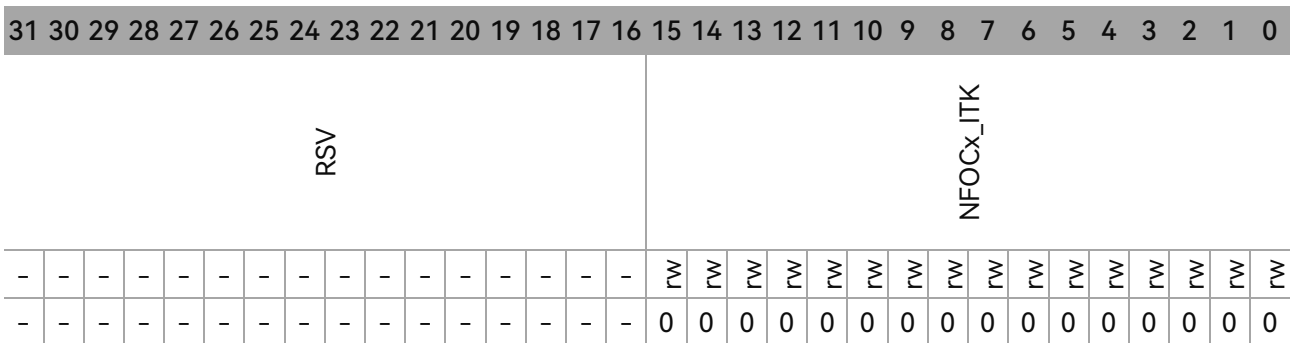 31 30 29 28 27 26 25 24 23 22 21 20 19 18 17 16 15 14 13 12 11 10 9 8 7 6 5 4 3 2 1 0
RSV NFOCx_ITK
- - - - - - - - - - - - - - - - rw rw rw rw rw rw rw rw rw rw rw rw rw rw rw rw
- - - - - - - - - - - - - - - - 0 0 0 0 0 0 0 0 0 0 0 0 0 0 0 0